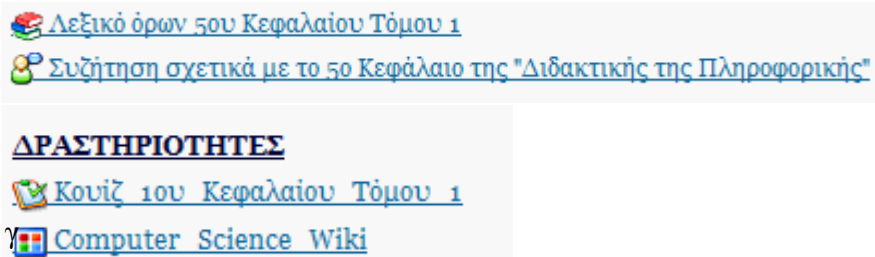 Λεξικό όρων 5ου Κεφαλαίου Τόμου 1
Συζήτηση σχετικά με το 5ο Κεφάλαιο της "Διδακτικής της Πληροφορικής"
ΔΡΑΣΤΗΡΙΟΤΗΤΕΣ
Κουίζ 1ου Κεφαλαίου Τόμου 1
γ Computer Science Wiki